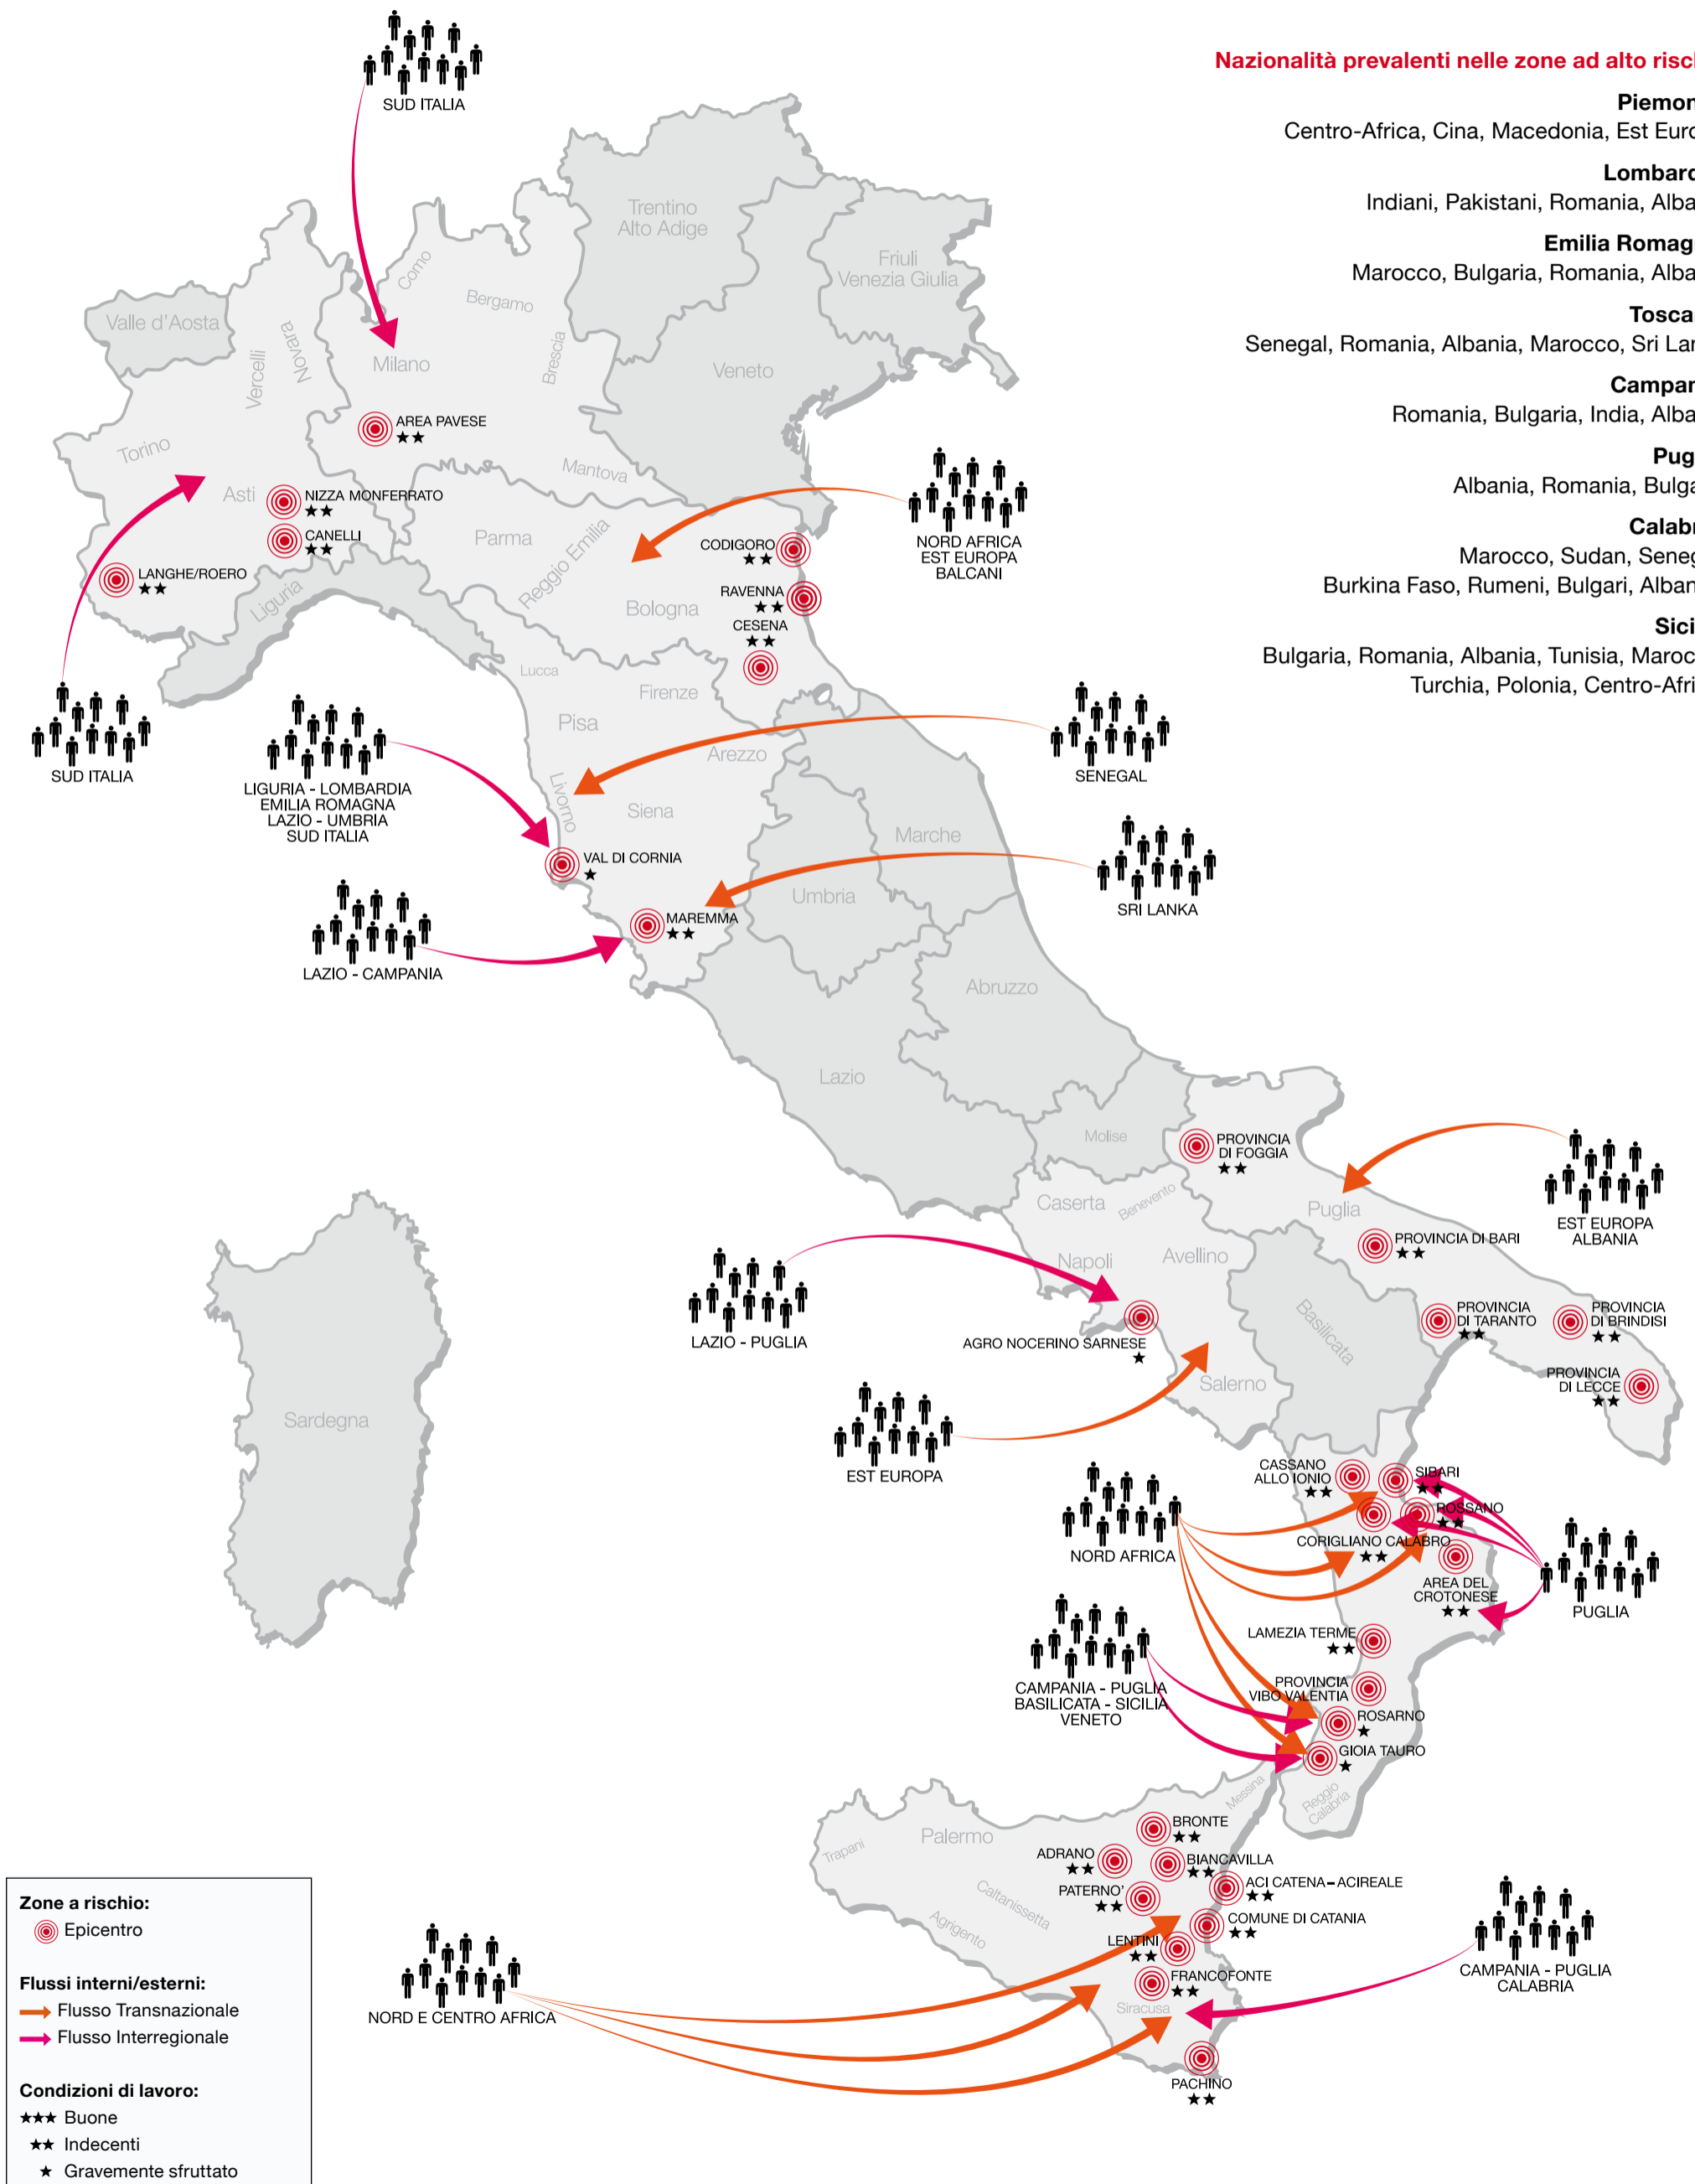 SUD ITALIA
Nazionalità prevalenti nelle zone ad alto risch
Piemon
Centro-Africa, Cina, Macedonia, Est Euro
Lombard
Indiani, Pakistani, Romania, Alba
Emilia Romag
Marocco, Bulgaria, Romania, Alba
Tosca
Senegal, Romania, Albania, Marocco, Sri Lan
Campan
Romania, Bulgaria, India, Alba
Pug
Albania, Romania, Bulga
Calabr
Marocco, Sudan, Seneg
Burkina Faso, Rumeni, Bulgari, Alban
Sici
Bulgaria, Romania, Albania, Tunisia, Maroc
Turchia, Polonia, Centro-Afri
Trentino
Alto Adige
Friuli
Venezia Giulia
Valle d'Aosta
Como
Bergamo
Novara
Vercelli
Milano
Brescia
Veneto
AREA PAVESE
★★
Torino
Mantova
Asti
NIZZA MONFERRATO
★★
CANELLI
★★
LANGHE/ROERO
★★
Liguria
Parma
Reggio Emilia
Bologna
CODIGORO
★★
RAVENNA
★★
CESENA
★★
NORD AFRICA
EST EUROPA
BALCANI
Lucca
Firenze
Pisa
Arezzo
Livorno
Siena
SENEGAL
SUD ITALIA
LIGURIA - LOMBARDIA
EMILIA ROMAGNA
LAZIO - UMBRIA
SUD ITALIA
VAL DI CORNIA
★
Marche
Umbria
SRI LANKA
MAREMMA
★★
LAZIO - CAMPANIA
Abruzzo
Lazio
Molise
PROVINCIA
DI FOGGIA
★★
Caserta
Benevento
Puglia
EST EUROPA
ALBANIA
PROVINCIA DI BARI
★★
Napoli
Avellino
LAZIO - PUGLIA
AGRO NOCERINO SARNESE
★
Basilicata
PROVINCIA
DI TARANTO
★★
PROVINCIA
DI BRINDISI
★★
PROVINCIA
DI LECCE
★★
Salerno
Sardegna
EST EUROPA
CASSANO
ALLO IONIO
★★
SIBARI
★★
ROSSANO
★★
CORIGLIANO CALABRO
★★
NORD AFRICA
AREA DEL
CROTONESE
★★
PUGLIA
LAMEZIA TERME
★★
CAMPANIA - PUGLIA
BASILICATA - SICILIA
VENETO
PROVINCIA
VIBO VALENTIA
ROSARNO
★
GIOIA TAURO
★
Reggio
Calabria
Messina
Palermo
Trapani
BRONTE
★★
ADRANO
★★
BIANCAVILLA
★★
PATERNO'
★★
ACI CATENA-ACIREALE
★★
Caltanissetta
Agrigento
COMUNE DI CATANIA
★★
LENTINI
★★
FRANCOFONTE
★★
Siracusa
CAMPANIA - PUGLIA
CALABRIA
NORD E CENTRO AFRICA
PACHINO
★★
Zone a rischio:
Epicentro
Flussi interni/esterni:
Flusso Transnazionale
Flusso Interregionale
Condizioni di lavoro:
★★★ Buone
★★ Indecenti
★ Gravemente sfruttato